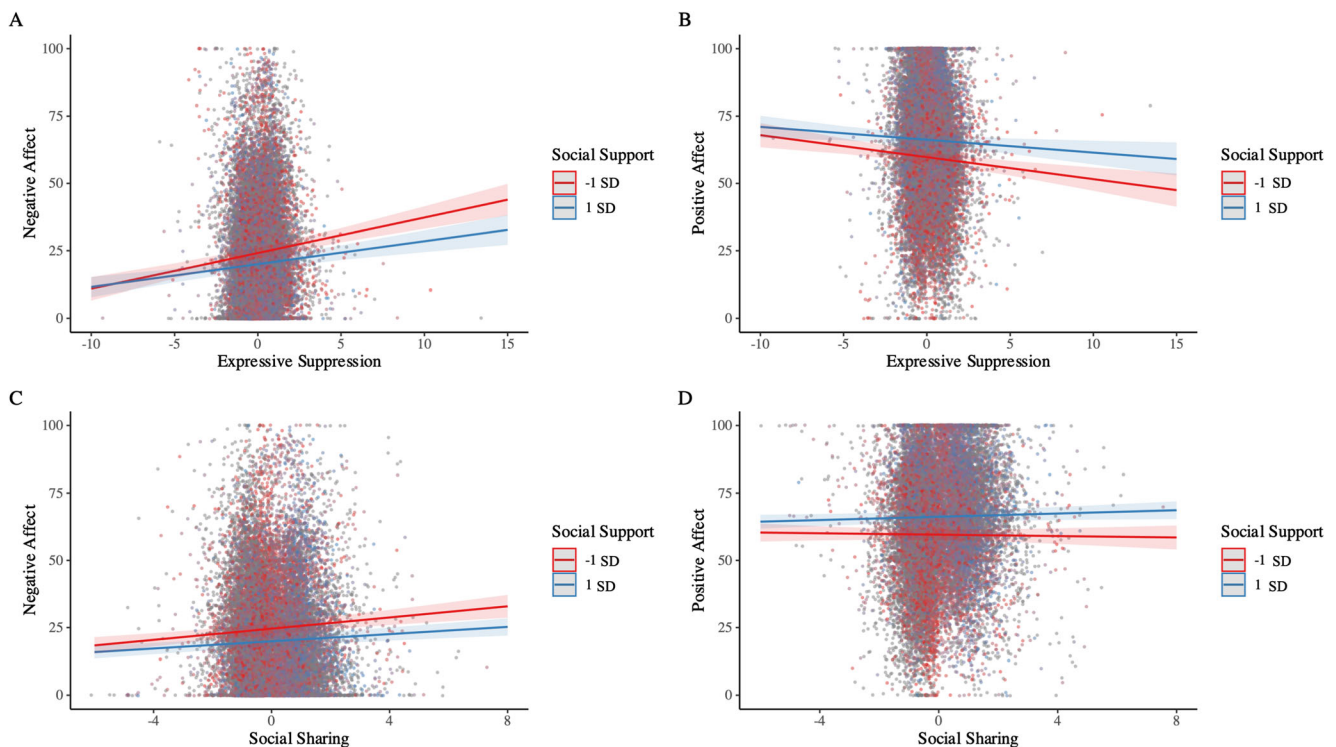 A
Negative Affect
100
75
50
25
0
-10
-5
0
5
10
15
Expressive Suppression
Social Support
-1 SD
1 SD
B
Positive Affect
100
75
50
25
0
-10
-5
0
5
10
15
Expressive Suppression
Social Support
-1 SD
1 SD
C
Negative Affect
100
75
50
25
0
-4
0
4
8
Social Sharing
Social Support
-1 SD
1 SD
D
Positive Affect
100
75
50
25
0
-4
0
4
8
Social Sharing
Social Support
-1 SD
1 SD